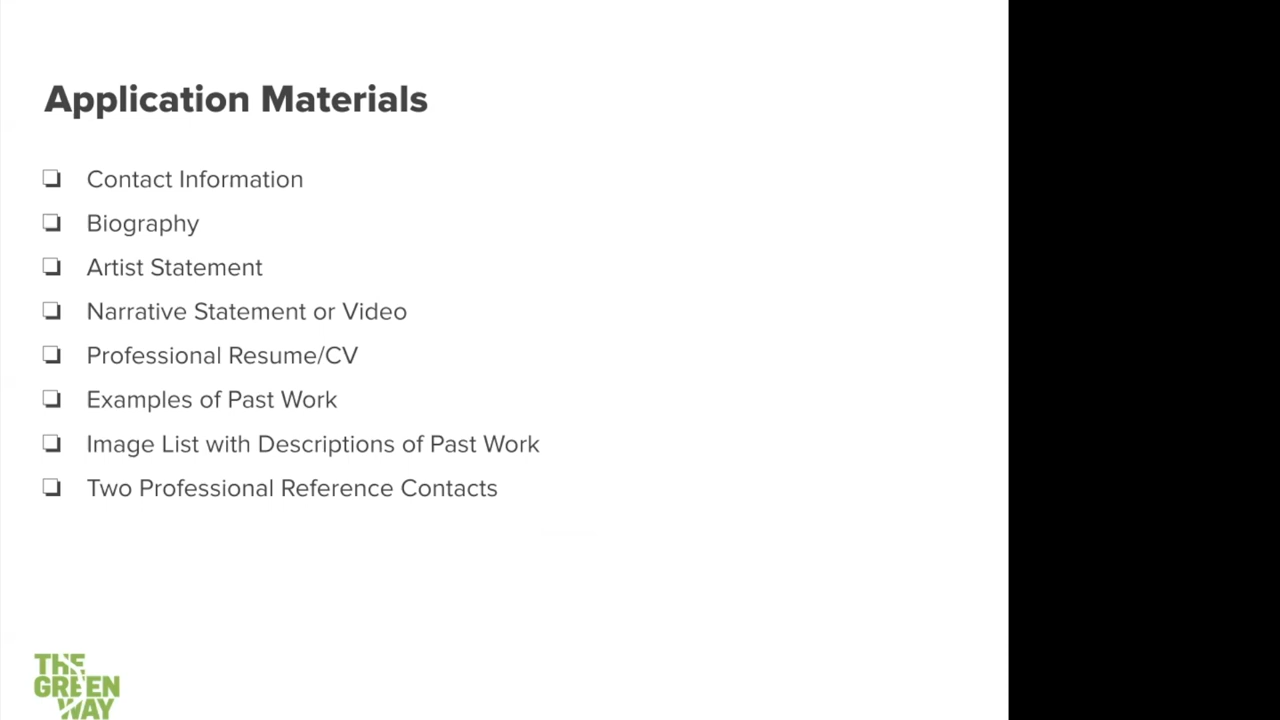 Application Materials
❏ Contact Information
❏ Biography
❏ Artist Statement
❏ Narrative Statement or Video
❏ Professional Resume/CV
❏ Examples of Past Work
❏ Image List with Descriptions of Past Work
❏ Two Professional Reference Contacts
THE
GREEN
WAY